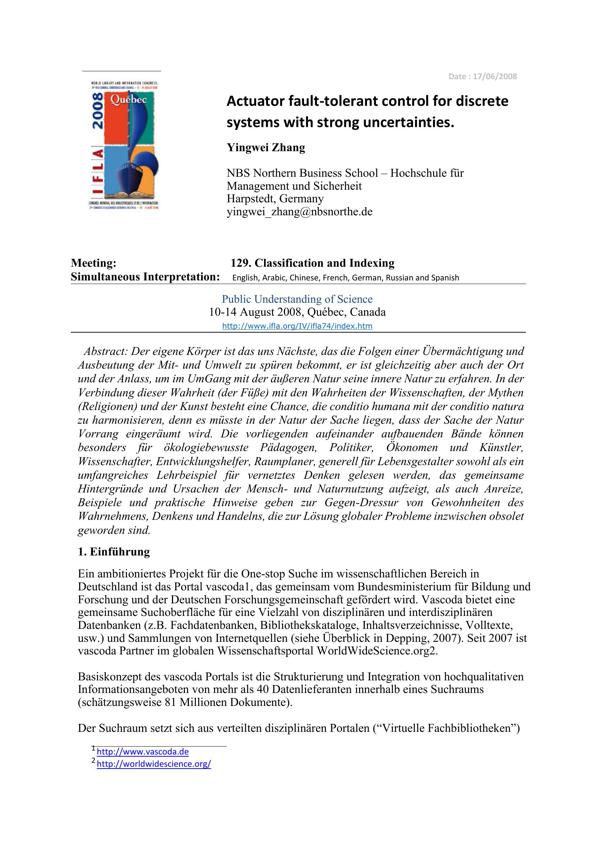 Date : 17/06/2008
WORLD LIBRARY AND INFORMATION CONGRESS:
Québec
2008
IFLA
Actuator fault-tolerant control for discrete
systems with strong uncertainties.
Yingwei Zhang
NBS Northern Business School – Hochschule für
Management und Sicherheit
Harpstedt, Germany
yingwei_zhang@nbsnorthe.de
Meeting: 129. Classification and Indexing
Simultaneous Interpretation: English, Arabic, Chinese, French, German, Russian and Spanish
Public Understanding of Science
10-14 August 2008, Québec, Canada
http://www.ifla.org/IV/ifla74/index.htm
Abstract: Der eigene Körper ist das uns Nächste, das die Folgen einer Übermächtigung und
Ausbeutung der Mit- und Umwelt zu spüren bekommt, er ist gleichzeitig aber auch der Ort
und der Anlass, um im UmGang mit der äußeren Natur seine innere Natur zu erfahren. In der
Verbindung dieser Wahrheit (der Füße) mit den Wahrheiten der Wissenschaften, der Mythen
(Religionen) und der Kunst besteht eine Chance, die conditio humana mit der conditio natura
zu harmonisieren, denn es müsste in der Natur der Sache liegen, dass der Sache der Natur
Vorrang eingeräumt wird. Die vorliegenden aufeinander aufbauenden Bände können
besonders für ökologiebewusste Pädagogen, Politiker, Ökonomen und Künstler,
Wissenschafter, Entwicklungshelfer, Raumplaner, generell für Lebensgestalter sowohl als ein
umfangreiches Lehrbeispiel für vernetztes Denken gelesen werden, das gemeinsame
Hintergründe und Ursachen der Mensch- und Naturnutzung aufzeigt, als auch Anreize,
Beispiele und praktische Hinweise geben zur Gegen-Dressur von Gewohnheiten des
Wahrnehmens, Denkens und Handelns, die zur Lösung globaler Probleme inzwischen obsolet
geworden sind.
1. Einführung
Ein ambitioniertes Projekt für die One-stop Suche im wissenschaftlichen Bereich in
Deutschland ist das Portal vascoda1, das gemeinsam vom Bundesministerium für Bildung und
Forschung und der Deutschen Forschungsgemeinschaft gefördert wird. Vascoda bietet eine
gemeinsame Suchoberfläche für eine Vielzahl von disziplinären und interdisziplinären
Datenbanken (z.B. Fachdatenbanken, Bibliothekskataloge, Inhaltsverzeichnisse, Volltexte,
usw.) und Sammlungen von Internetquellen (siehe Überblick in Depping, 2007). Seit 2007 ist
vascoda Partner im globalen Wissenschaftsportal WorldWideScience.org2.
Basiskonzept des vascoda Portals ist die Strukturierung und Integration von hochqualitativen
Informationsangeboten von mehr als 40 Datenlieferanten innerhalb eines Suchraums
(schätzungsweise 81 Millionen Dokumente).
Der Suchraum setzt sich aus verteilten disziplinären Portalen (“Virtuelle Fachbibliotheken”)
1 http://www.vascoda.de
2 http://worldwidescience.org/